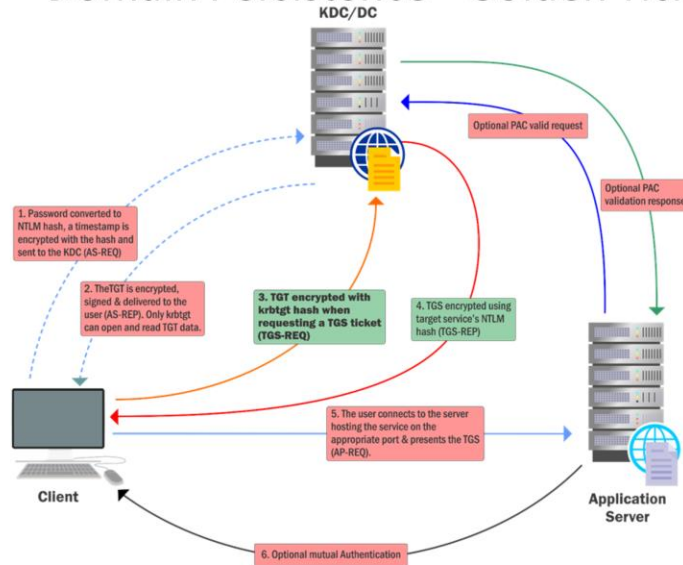 KDC/DC
Optional PAC valid request
Optional PAC
validation response
1. Password converted to
NTLM hash, a timestamp is
encrypted with the hash and
sent to the KDC (AS-REQ)
2. TheTGT is encrypted,
signed & delivered to the
user (AS-REP). Only krbtgt
can open and read TGT data.
3. TGT encrypted with
krbtgt hash when
requesting a TGS ticket
(TGS-REQ)
4. TGS encrypted using
target service's NTLM
hash (TGS-REP)
5. The user connects to the server
hosting the service on the
appropriate port & presents the TGS
(AP-REQ).
Client
Application
Server
6. Optional mutual Authentication